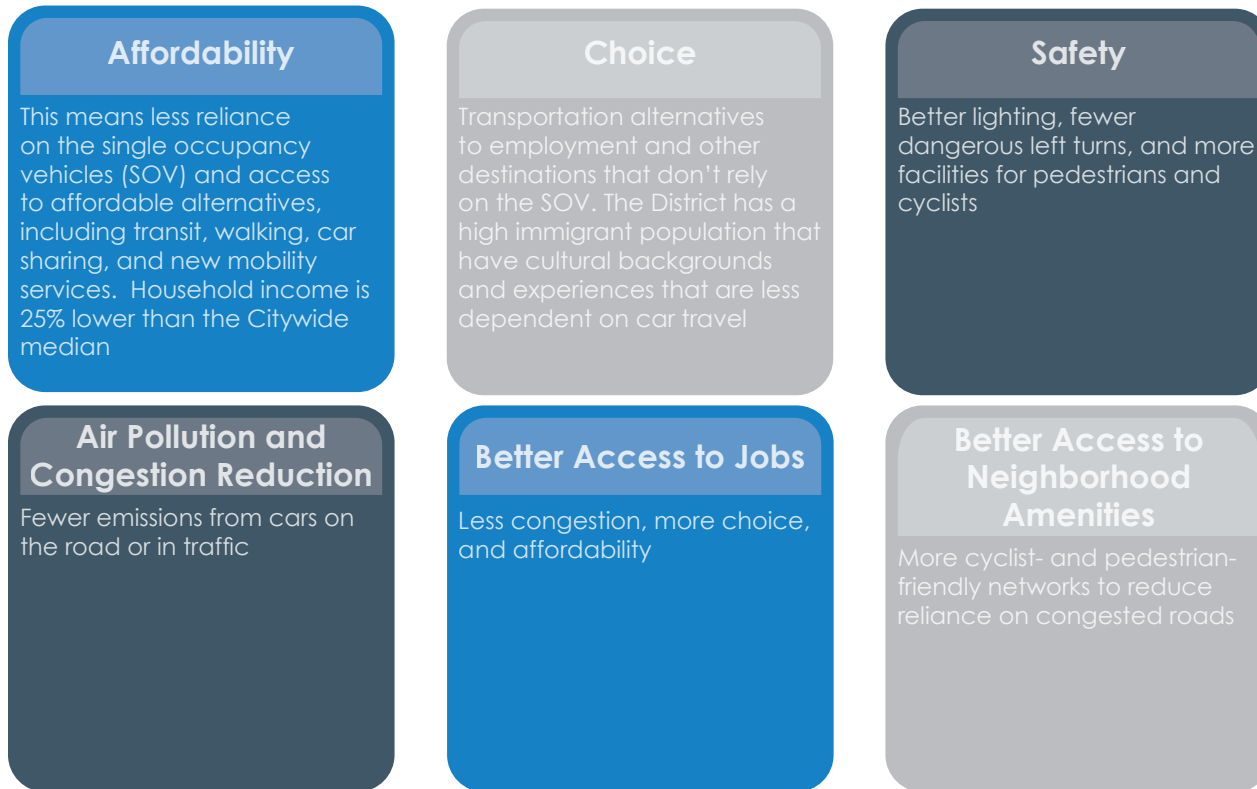 Affordability
This means less reliance
on the single occupancy
vehicles (SOV) and access
to affordable alternatives,
including transit, walking, car
sharing, and new mobility
services.  Household income is
25% lower than the Citywide
median
Choice
Transportation alternatives
to employment and other
destinations that don’t rely
on the SOV. The District has a
high immigrant population that
have cultural backgrounds
and experiences that are less
dependent on car travel
Safety
Better lighting, fewer
dangerous left turns, and more
facilities for pedestrians and
cyclists
Air Pollution and
Congestion Reduction
Fewer emissions from cars on
the road or in traffic
Better Access to Jobs
Less congestion, more choice,
and affordability
Better Access to
Neighborhood
Amenities
More cyclist- and pedestrian-
friendly networks to reduce
reliance on congested roads